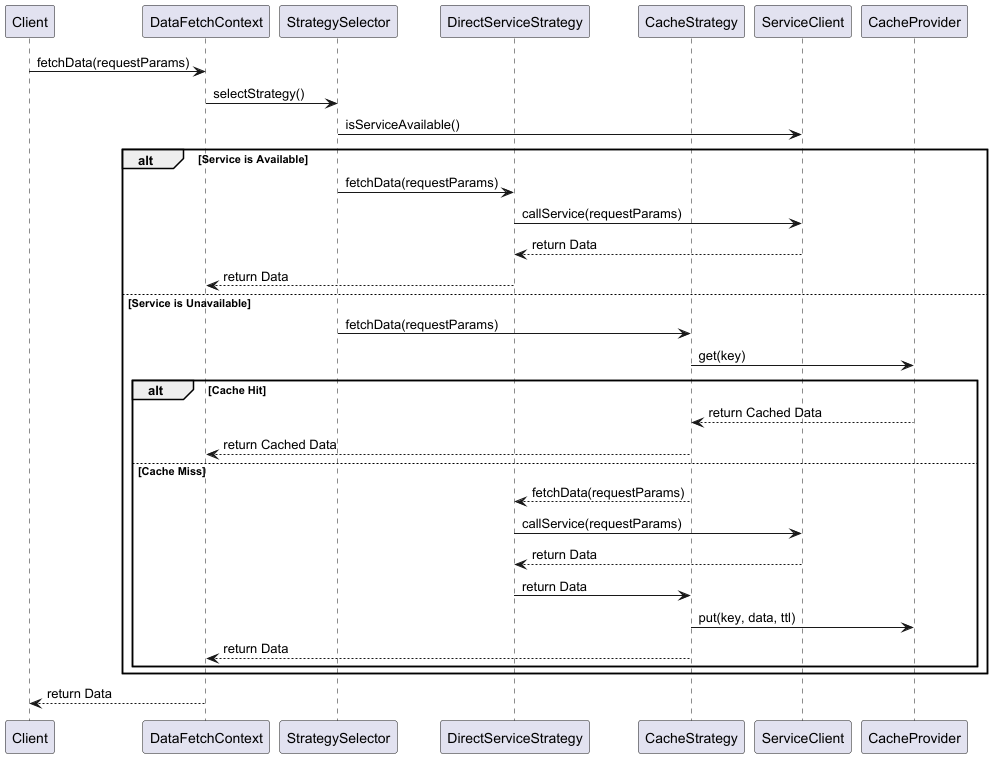 Client
DataFetchContext
StrategySelector
DirectServiceStrategy
CacheStrategy
ServiceClient
CacheProvider
fetchData(requestParams)
selectStrategy()
isServiceAvailable()
alt [Service is Available]
fetchData(requestParams)
callService(requestParams)
return Data
return Data
[Service is Unavailable]
fetchData(requestParams)
get(key)
alt [Cache Hit]
return Cached Data
return Cached Data
[Cache Miss]
fetchData(requestParams)
callService(requestParams)
return Data
return Data
put(key, data, ttl)
return Data
return Data
Client
DataFetchContext
StrategySelector
DirectServiceStrategy
CacheStrategy
ServiceClient
CacheProvider